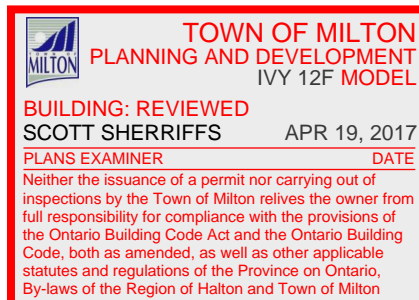 MILTON
TOWN OF MILTON
PLANNING AND DEVELOPMENT
IVY 12F MODEL
BUILDING: REVIEWED
SCOTT SHERRIFFS APR 19, 2017
PLANS EXAMINER DATE
Neither the issuance of a permit nor carrying out of
inspections by the Town of Milton relives the owner from
full responsibility for compliance with the provisions of
the Ontario Building Code Act and the Ontario Building
Code, both as amended, as well as other applicable
statutes and regulations of the Province on Ontario,
By-laws of the Region of Halton and Town of Milton